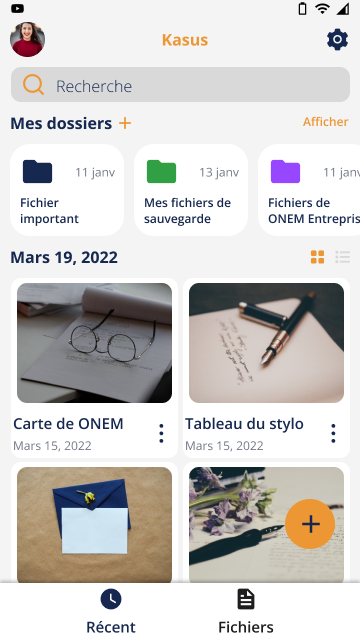 Kasus
Recherche
Mes dossiers +
Afficher
11 janv
Fichier
important
13 janv
Mes fichiers de
sauvegarde
11 janv
Fichiers de
ONEM Entrepris
Mars 19, 2022
Carte de ONEM
Mars 15, 2022
Tableau du stylo
Mars 15, 2022
Récent
Fichiers